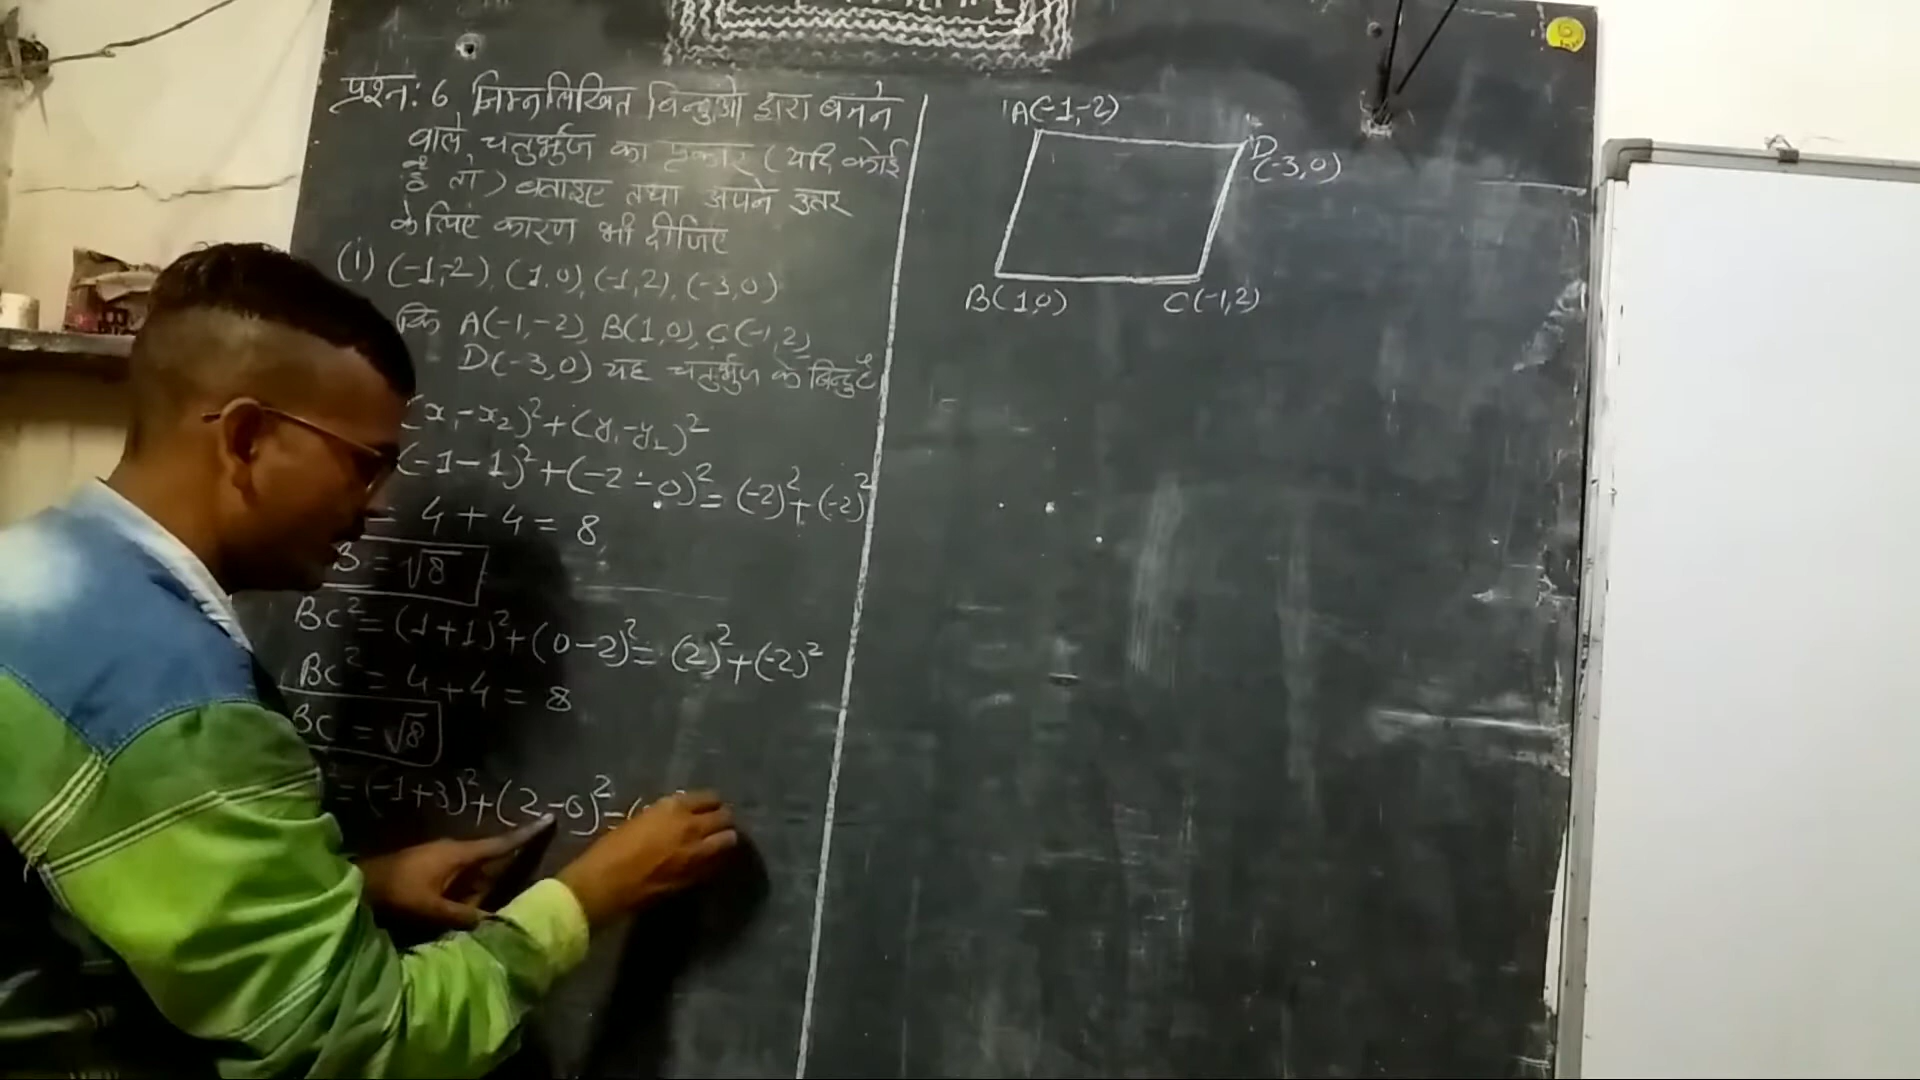 प्रश्न: 6 निम्नलिखित बिन्दुओं द्वारा बनने
वाले चतुर्भुज का प्रकार (यदि कोई
है तो) बताइए तथा अपने उत्तर
के लिए कारण भी दीजिए
(i) (-1,-2), (1,0), (-1,2), (-3,0)
कि A(-1,-2), B(1,0), C(-1,2),
D(-3,0) यह चतुर्भुज के बिन्दु है
(x₁-x₂)²+(y₁-y₂)²
(-1-1)²+(-2-0)²=(-2)²+(-2)²
= 4+4=8
B=√8
BC²=(1+1)²+(0-2)²=(2)²+(-2)²
BC²=4+4=8
BC=√8
²=(-1+3)²+(2-0)²=
A(-1,-2)
D
(-3,0)
B(1,0) C(-1,2)